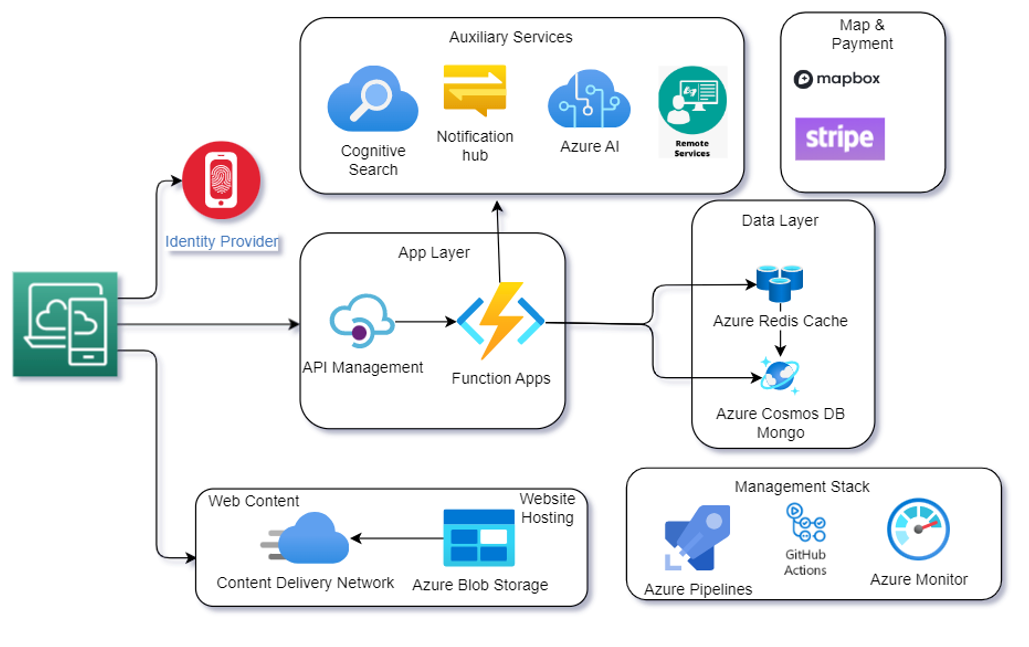 Auxiliary Services
Cognitive
Search
Notification
hub
Azure AI
Remote
Services
Map &
Payment
mapbox
stripe
Identity Provider
App Layer
API Management
Function Apps
Data Layer
Azure Redis Cache
Azure Cosmos DB
Mongo
Web Content
Website
Hosting
Content Delivery Network
Azure Blob Storage
Management Stack
Azure Pipelines
GitHub
Actions
Azure Monitor